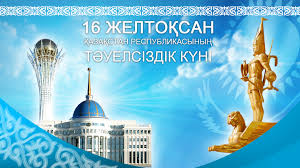 16 ЖЕЛТОҚСАН
ҚАЗАҚСТАН РЕСПУБЛИКАСЫНЫҢ
ТӘУЕЛСІЗДІК КҮНІ